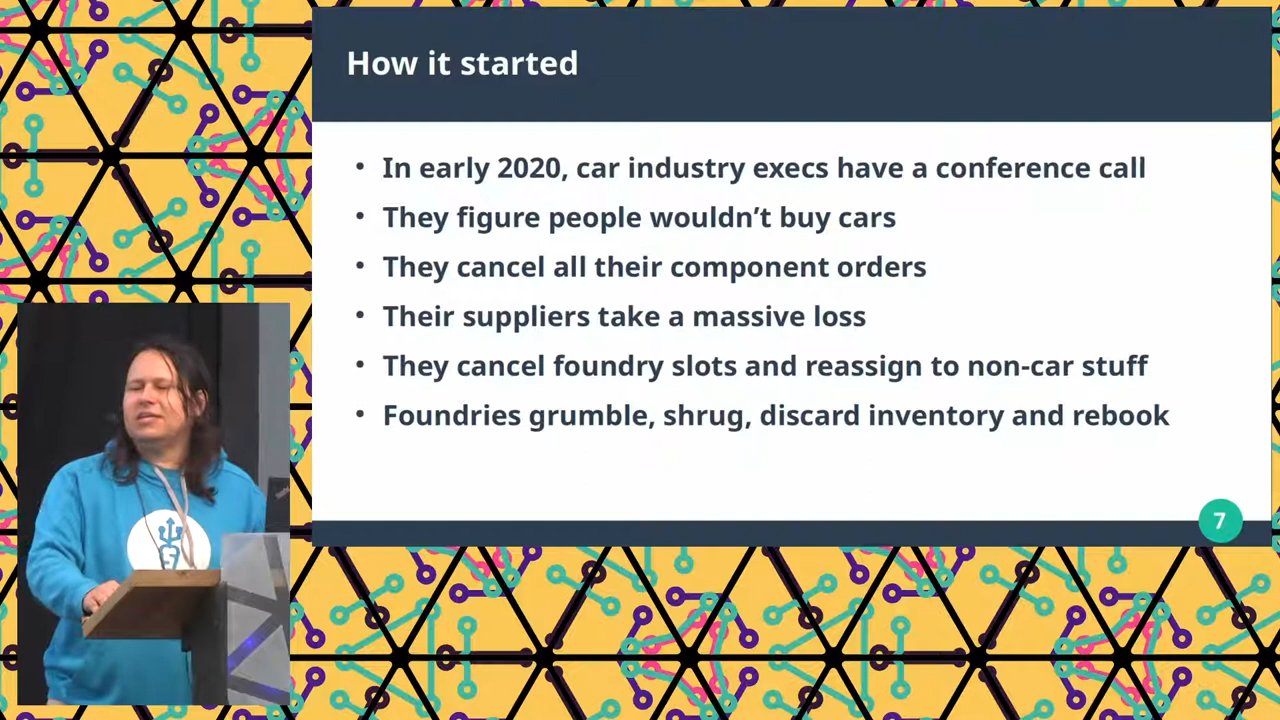 How it started
• In early 2020, car industry execs have a conference call
• They figure people wouldn’t buy cars
• They cancel all their component orders
• Their suppliers take a massive loss
• They cancel foundry slots and reassign to non-car stuff
• Foundries grumble, shrug, discard inventory and rebook
7